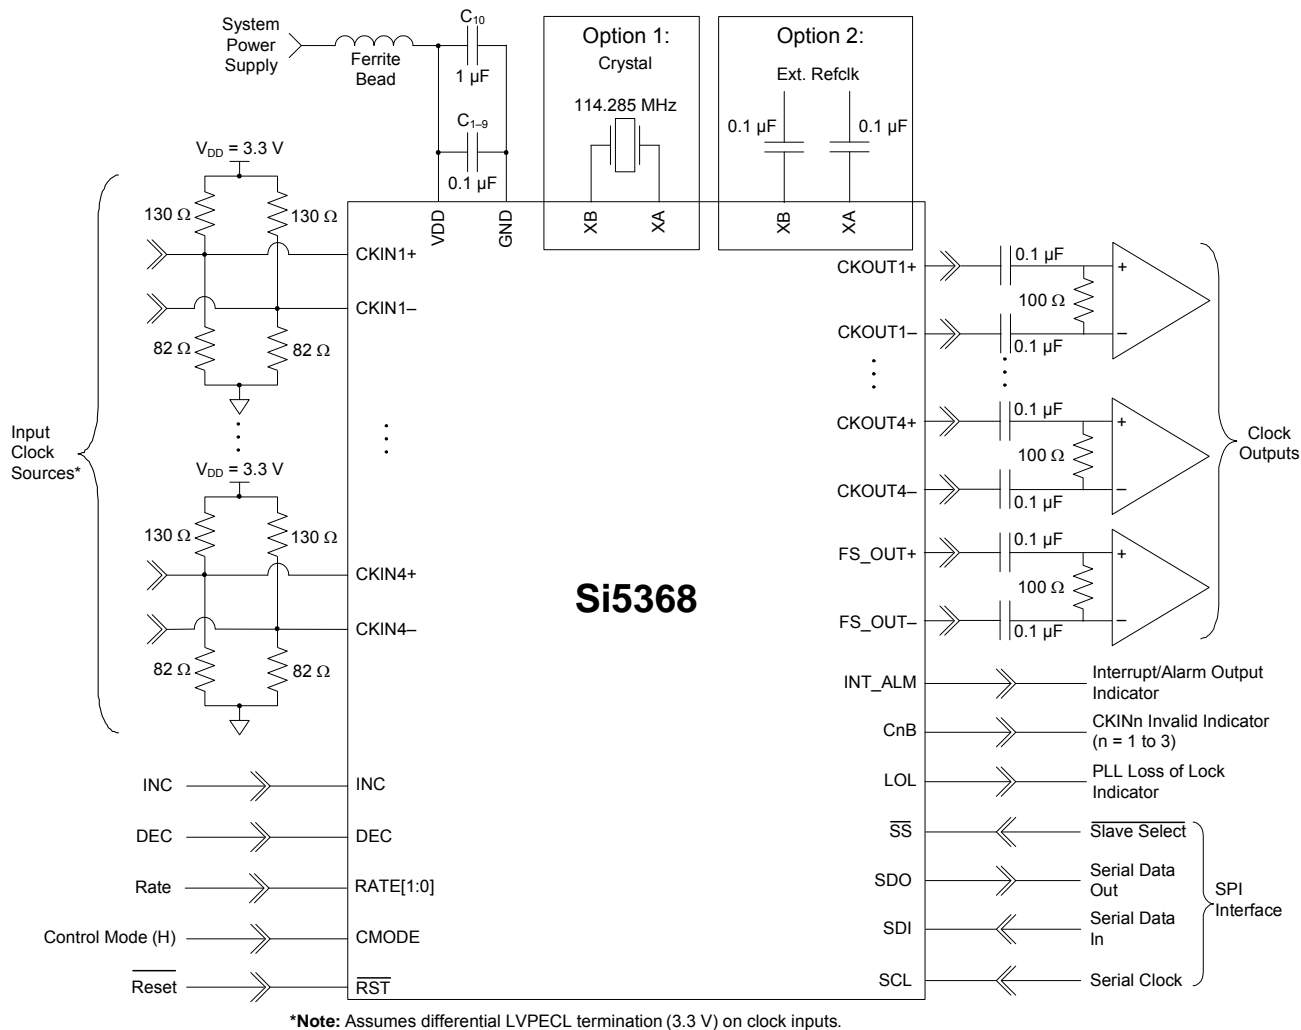 System
Power
Supply
Ferrite
Bead
C10
1 µF
C1–9
0.1 µF
Option 1:
Crystal
114.285 MHz
Option 2:
Ext. Refclk
0.1 µF
0.1 µF
VDD
GND
XB
XA
XB
XA
VDD = 3.3 V
130 Ω
130 Ω
CKIN1+
CKIN1–
82 Ω
82 Ω
Input
Clock
Sources*
VDD = 3.3 V
130 Ω
130 Ω
CKIN4+
CKIN4–
82 Ω
82 Ω
INC
INC
DEC
DEC
Rate
RATE[1:0]
Control Mode (H)
CMODE
Reset
RST
Si5368
CKOUT1+
0.1 µF
+
100 Ω
CKOUT1–
–
0.1 µF
CKOUT4+
0.1 µF
+
100 Ω
CKOUT4–
–
0.1 µF
Clock
Outputs
FS_OUT+
0.1 µF
+
100 Ω
FS_OUT–
–
0.1 µF
INT_ALM
Interrupt/Alarm Output
Indicator
CnB
CKINn Invalid Indicator
(n = 1 to 3)
LOL
PLL Loss of Lock
Indicator
SS
Slave Select
SDO
Serial Data
Out
SDI
Serial Data
In
SCL
Serial Clock
SPI
Interface
*Note: Assumes differential LVPECL termination (3.3 V) on clock inputs.